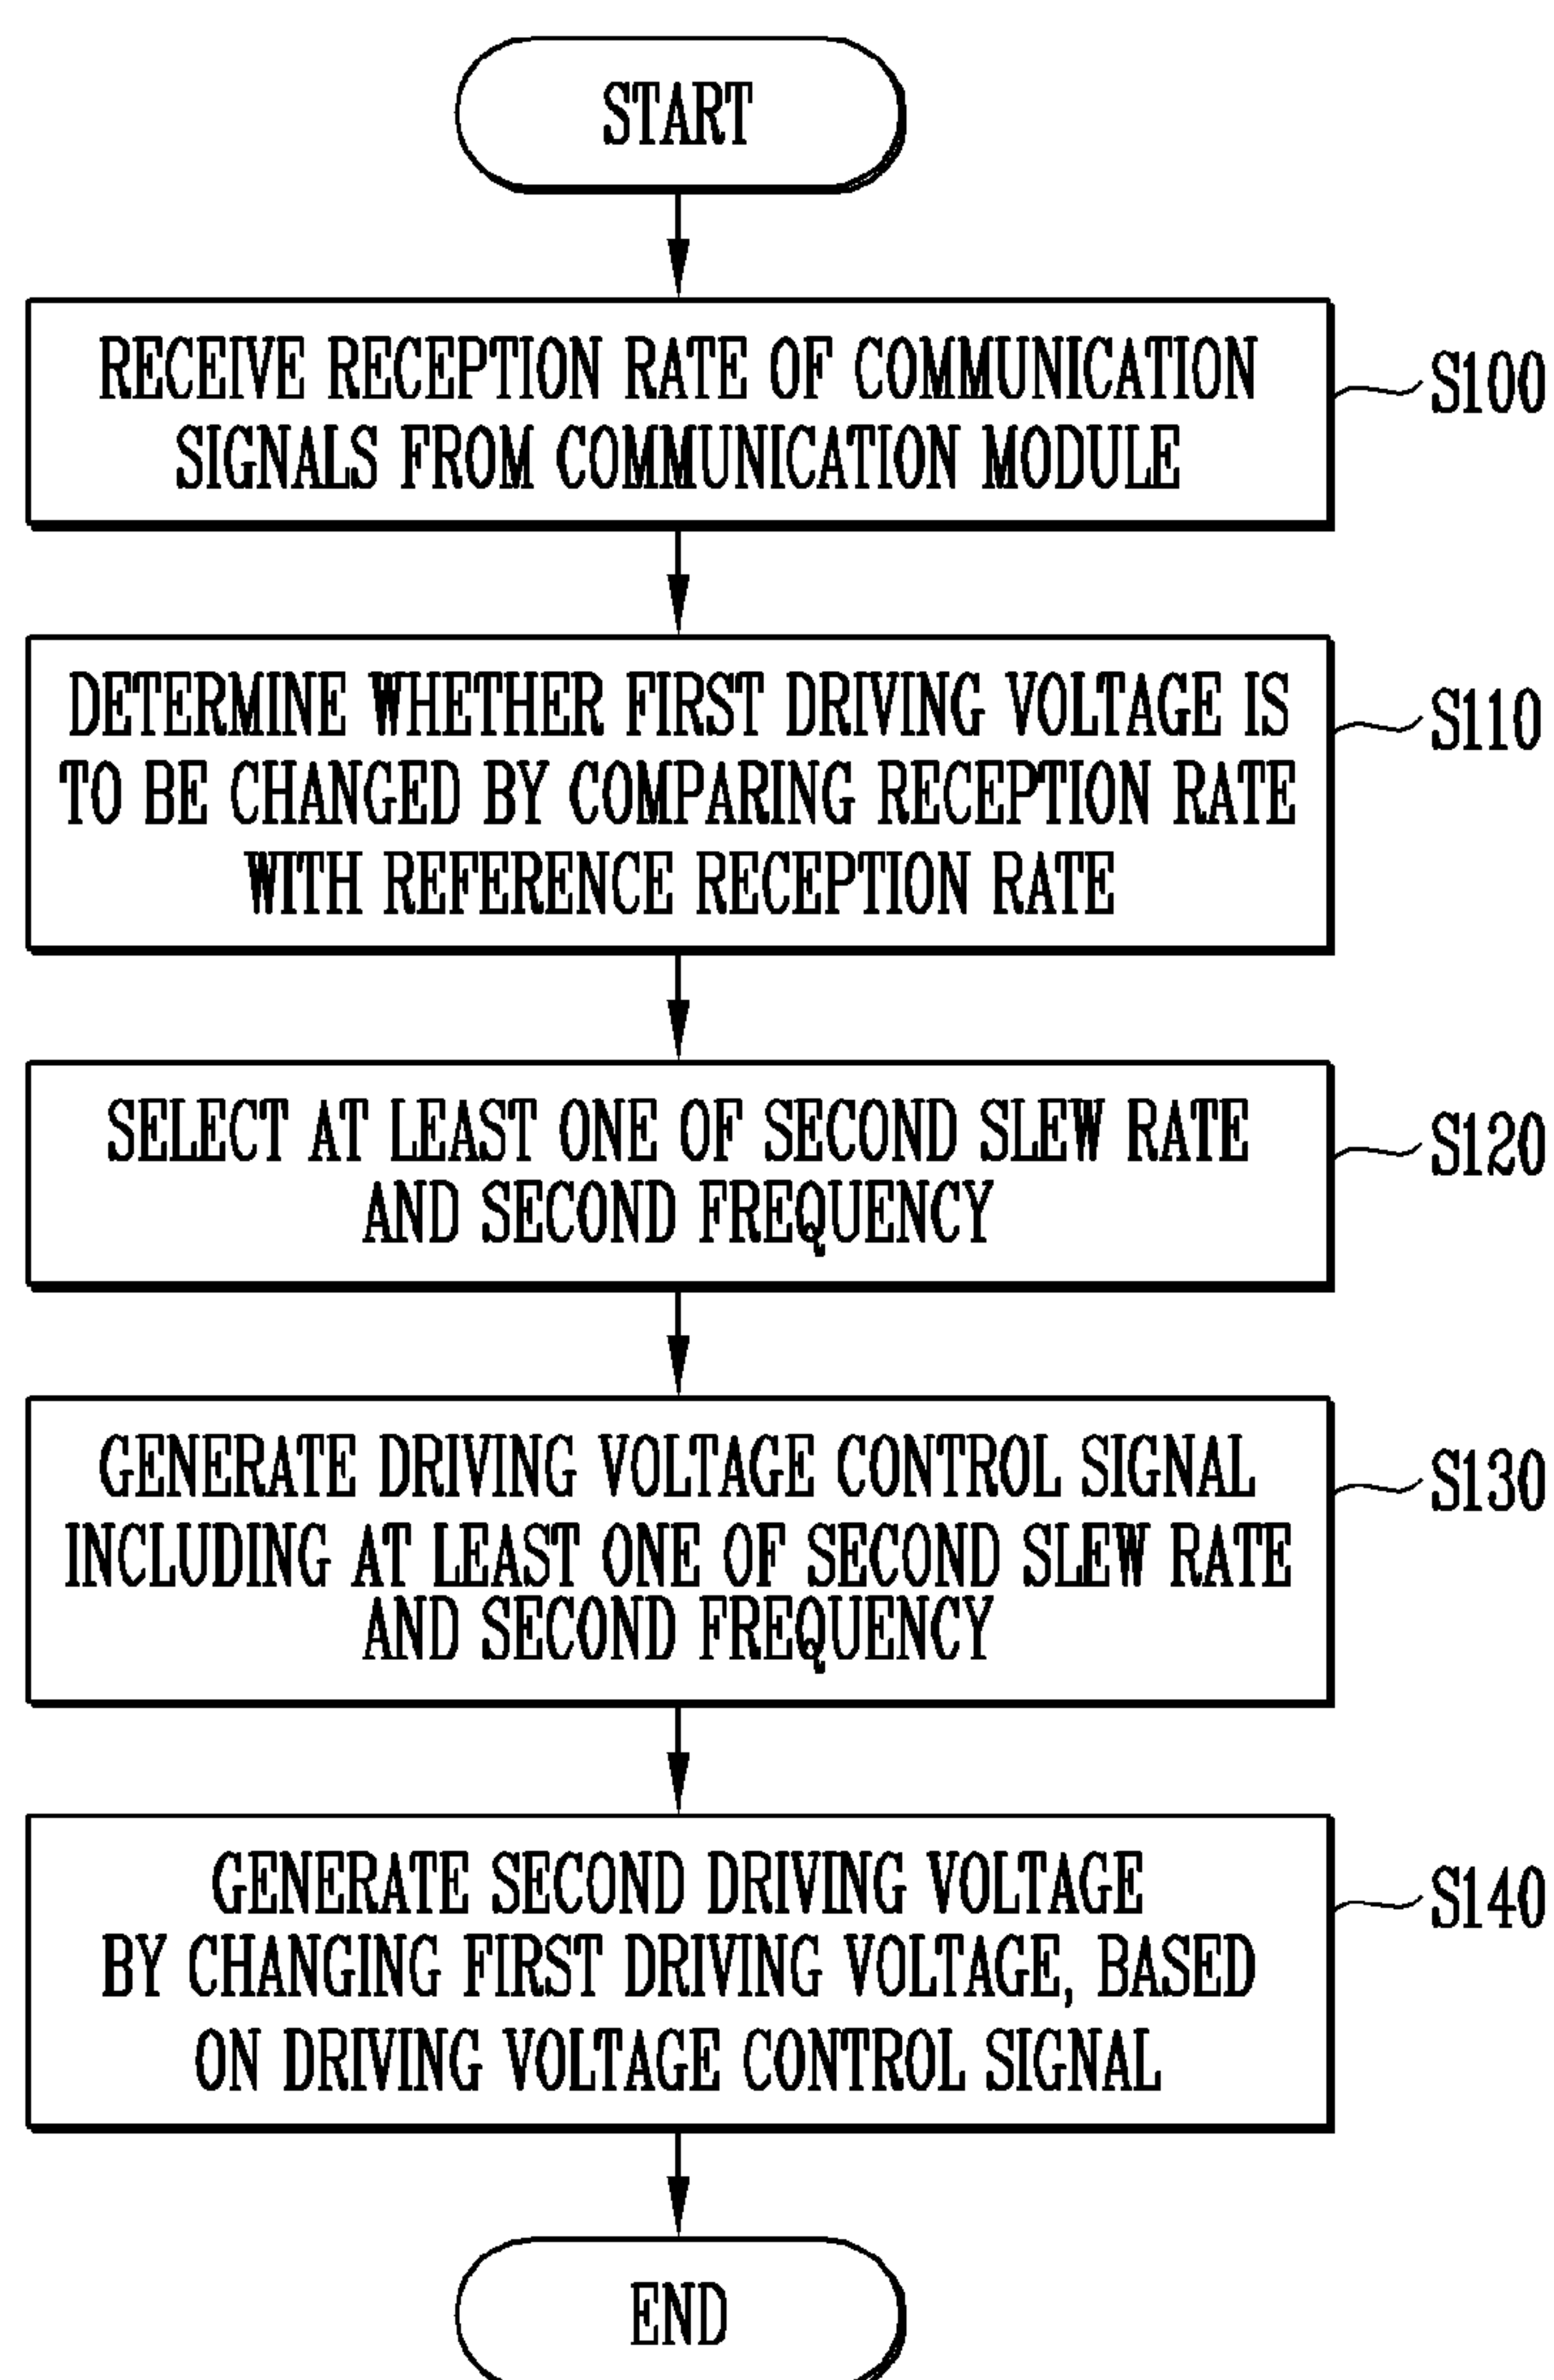 START
RECEIVE RECEPTION RATE OF COMMUNICATION
SIGNALS FROM COMMUNICATION MODULE
S100
DETERMINE WHETHER FIRST DRIVING VOLTAGE IS
TO BE CHANGED BY COMPARING RECEPTION RATE
WITH REFERENCE RECEPTION RATE
S110
SELECT AT LEAST ONE OF SECOND SLEW RATE
AND SECOND FREQUENCY
S120
GENERATE DRIVING VOLTAGE CONTROL SIGNAL
INCLUDING AT LEAST ONE OF SECOND SLEW RATE
AND SECOND FREQUENCY
S130
GENERATE SECOND DRIVING VOLTAGE
BY CHANGING FIRST DRIVING VOLTAGE, BASED
ON DRIVING VOLTAGE CONTROL SIGNAL
S140
END